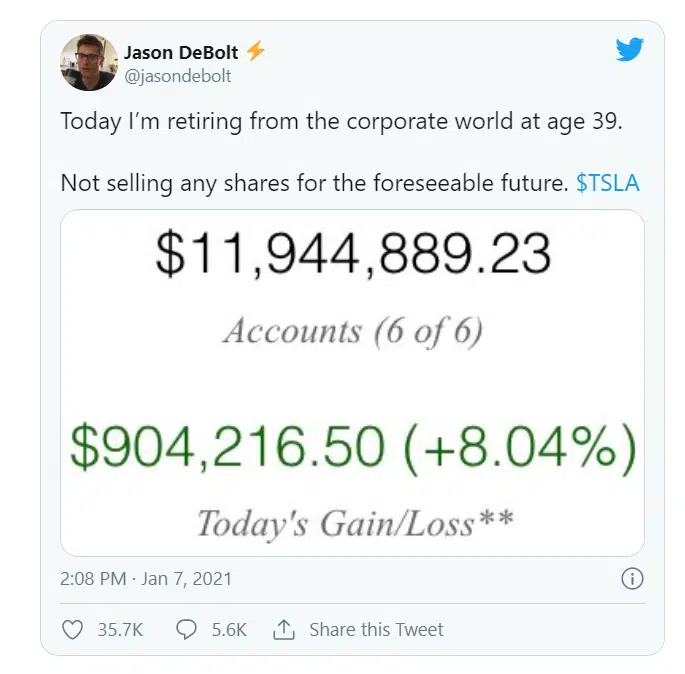 Jason DeBolt ⚡
@jasondebolt
Today I’m retiring from the corporate world at age 39.
Not selling any shares for the foreseeable future. $TSLA
$11,944,889.23
Accounts (6 of 6)
$904,216.50 (+8.04%)
Today's Gain/Loss**
2:08 PM · Jan 7, 2021
35.7K 5.6K Share this Tweet